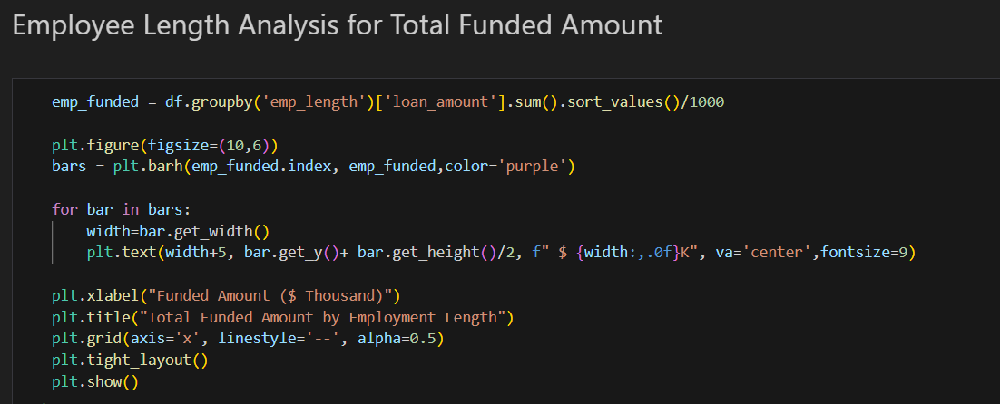 Employee Length Analysis for Total Funded Amount
emp_funded = df.groupby('emp_length')['loan_amount'].sum().sort_values()/1000
plt.figure(figsize=(10,6))
bars = plt.barh(emp_funded.index, emp_funded,color='purple')
for bar in bars:
    width=bar.get_width()
    plt.text(width+5, bar.get_y()+ bar.get_height()/2, f" $ {width:,.0f}K", va='center',fontsize=9)
plt.xlabel("Funded Amount ($ Thousand)")
plt.title("Total Funded Amount by Employment Length")
plt.grid(axis='x', linestyle='--', alpha=0.5)
plt.tight_layout()
plt.show()